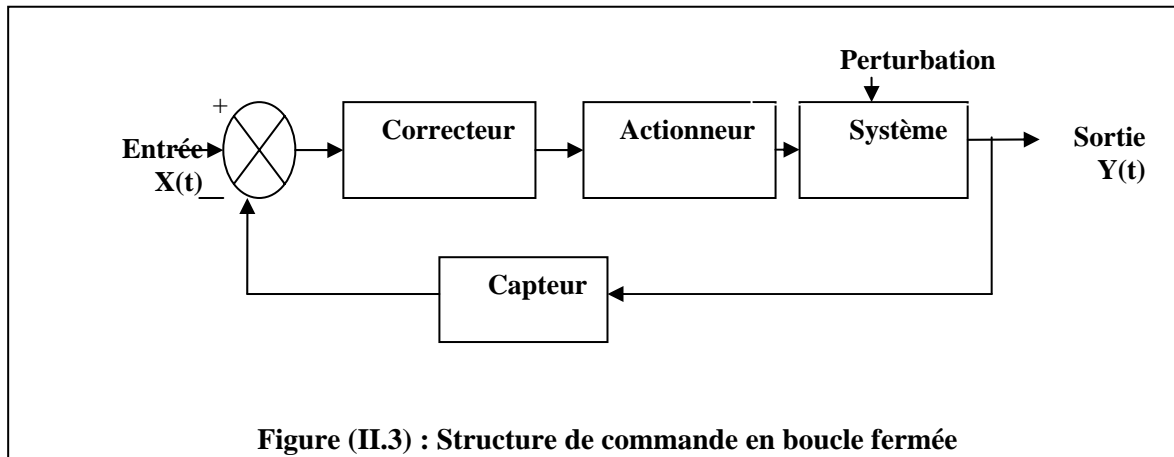 Perturbation
+
Correcteur
Actionneur
Système
Entrée
X(t)
Sortie
Y(t)
Capteur
Figure (II.3) : Structure de commande en boucle fermée